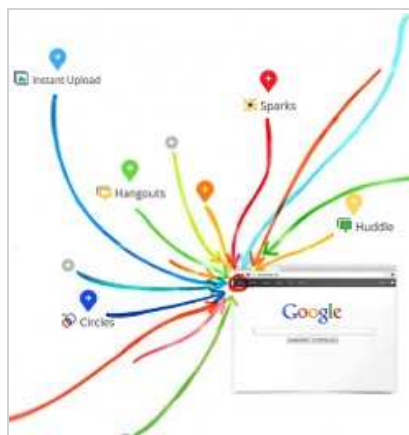 Instant Upload
Sparks
Hangouts
Huddle
Circles
Google